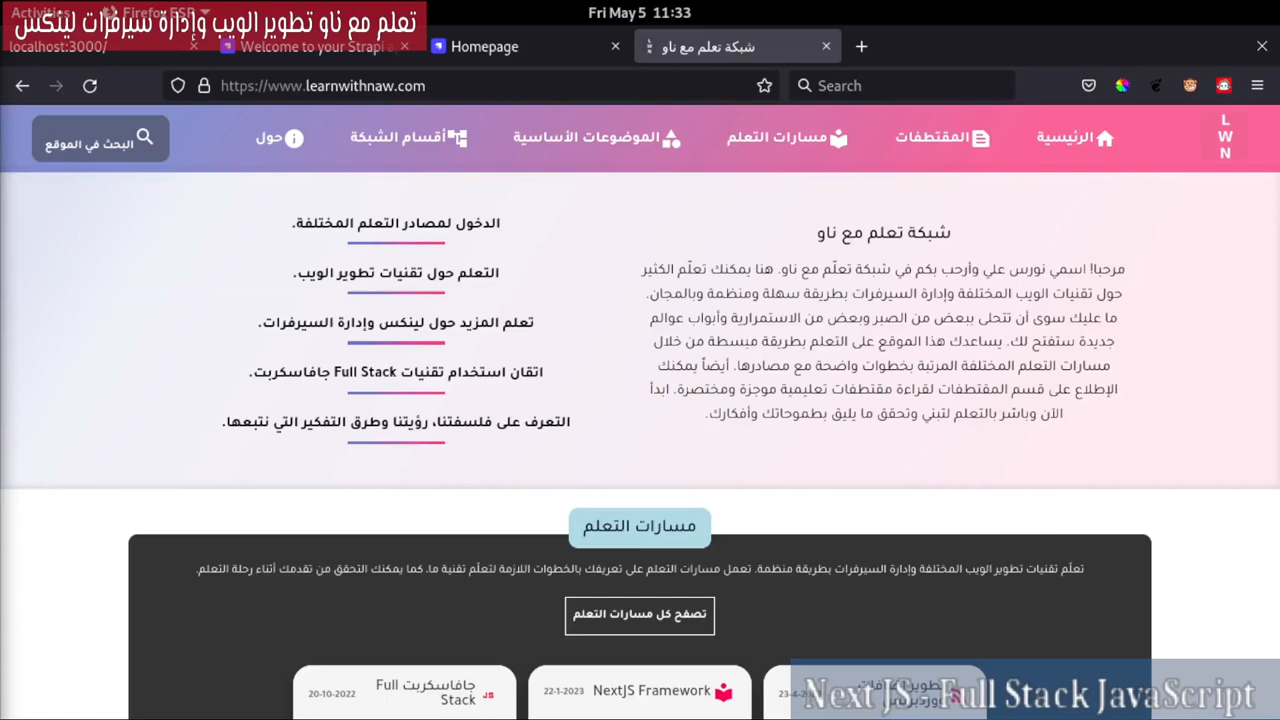 Activities
Firefox ESR
Fri May 5 11:33
تعلم مع ناو تطوير الويب وإدارة سيرفرات لينكس
localhost:3000/
Welcome to your Strapi a
Homepage
شبكة تعلم مع ناو
https://www.learnwithnaw.com
Search
L
W
N
الرئيسية
المقتطفات
مسارات التعلم
الموضوعات الأساسية
أقسام الشبكة
حول
البحث في الموقع
شبكة تعلم مع ناو
مرحبا! اسمي نورس علي وأرحب بكم في شبكة تعلّم مع ناو. هنا يمكنك تعلّم الكثير
حول تقنيات الويب المختلفة وإدارة السيرفرات بطريقة سهلة ومنظمة وبالمجان.
ما عليك سوى أن تتحلى ببعض من الصبر وبعض من الاستمرارية وأبواب عوالم
جديدة ستفتح لك. يساعدك هذا الموقع على التعلم بطريقة مبسطة من خلال
مسارات التعلم المختلفة المرتبة بخطوات واضحة مع مصادرها. أيضاً يمكنك
الإطلاع على قسم المقتطفات لقراءة مقتطفات تعليمية موجزة ومختصرة. ابدأ
الآن وباشر بالتعلم لتبني وتحقق ما يليق بطموحاتك وأفكارك.
الدخول لمصادر التعلم المختلفة.
التعلم حول تقنيات تطوير الويب.
تعلم المزيد حول لينكس وإدارة السيرفرات.
اتقان استخدام تقنيات Full Stack جافاسكربت.
التعرف على فلسفتنا، رؤيتنا وطرق التفكير التي نتبعها.
مسارات التعلم
تعلّم تقنيات تطوير الويب المختلفة وإدارة السيرفرات بطريقة منظمة. تعمل مسارات التعلم على تعريفك بالخطوات اللازمة لتعلّم تقنية ما. كما يمكنك التحقق من تقدمك أثناء رحلة التعلم.
تصفح كل مسارات التعلم
NextJS Framework
22-1-2023
جافاسكربت Full
Stack
JS
20-10-2022
Next JS - Full Stack JavaScript